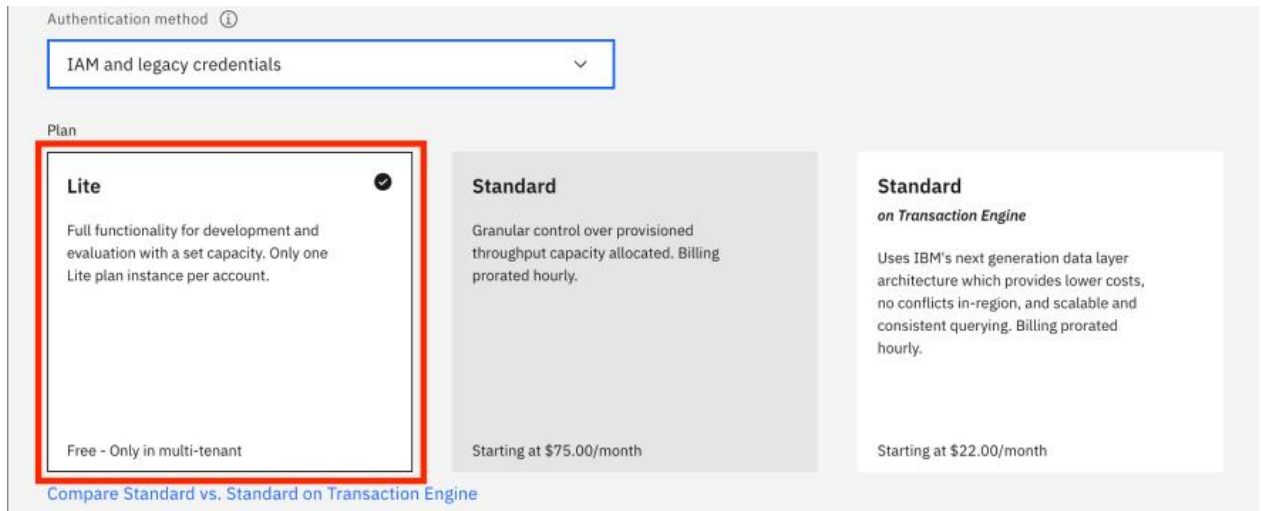 Authentication method
IAM and legacy credentials
Plan
Lite
Full functionality for development and
evaluation with a set capacity. Only one
Lite plan instance per account.
Free - Only in multi-tenant
Standard
Granular control over provisioned
throughput capacity allocated. Billing
prorated hourly.
Starting at $75.00/month
Standard
on Transaction Engine
Uses IBM's next generation data layer
architecture which provides lower costs,
no conflicts in-region, and scalable and
consistent querying. Billing prorated
hourly.
Starting at $22.00/month
Compare Standard vs. Standard on Transaction Engine